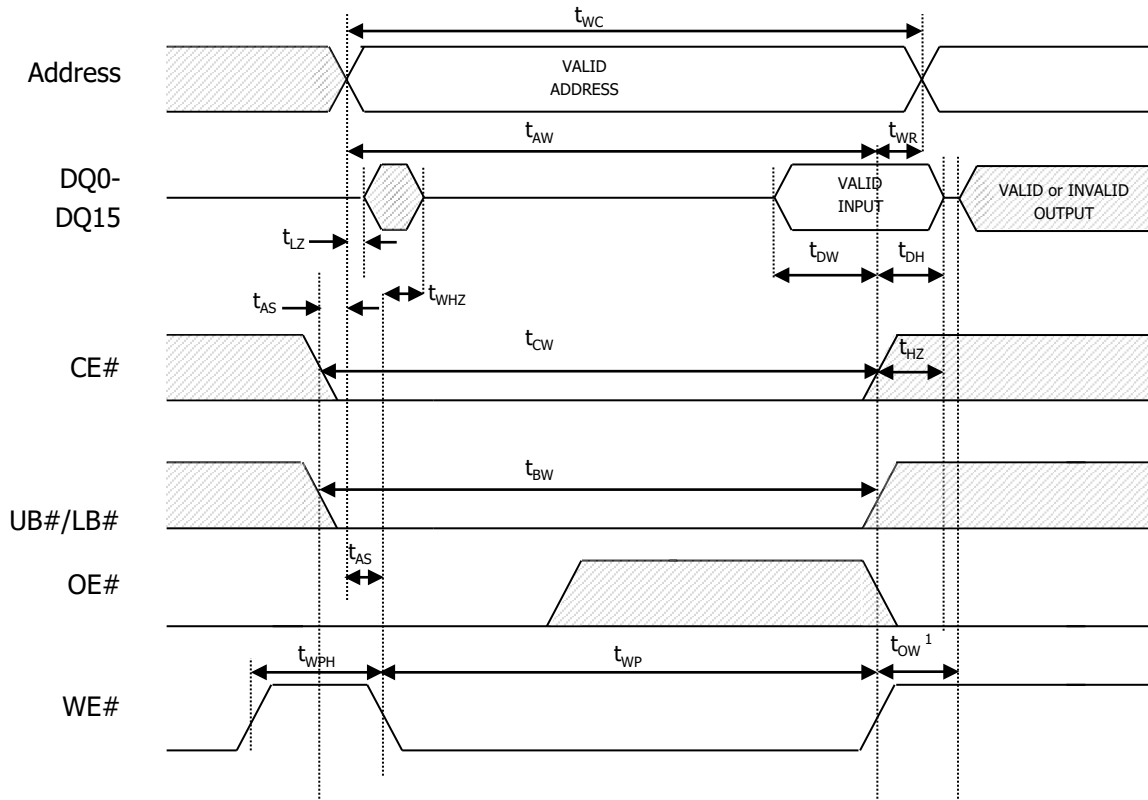 tWC
Address
VALID
ADDRESS
tAW
tWR
DQ0-
DQ15
VALID
INPUT
VALID or INVALID
OUTPUT
tLZ
tDW
tDH
tAS
tWHZ
CE#
tCW
tHZ
UB#/LB#
tBW
OE#
tAS
tWPH
tWP
tOW 1
WE#